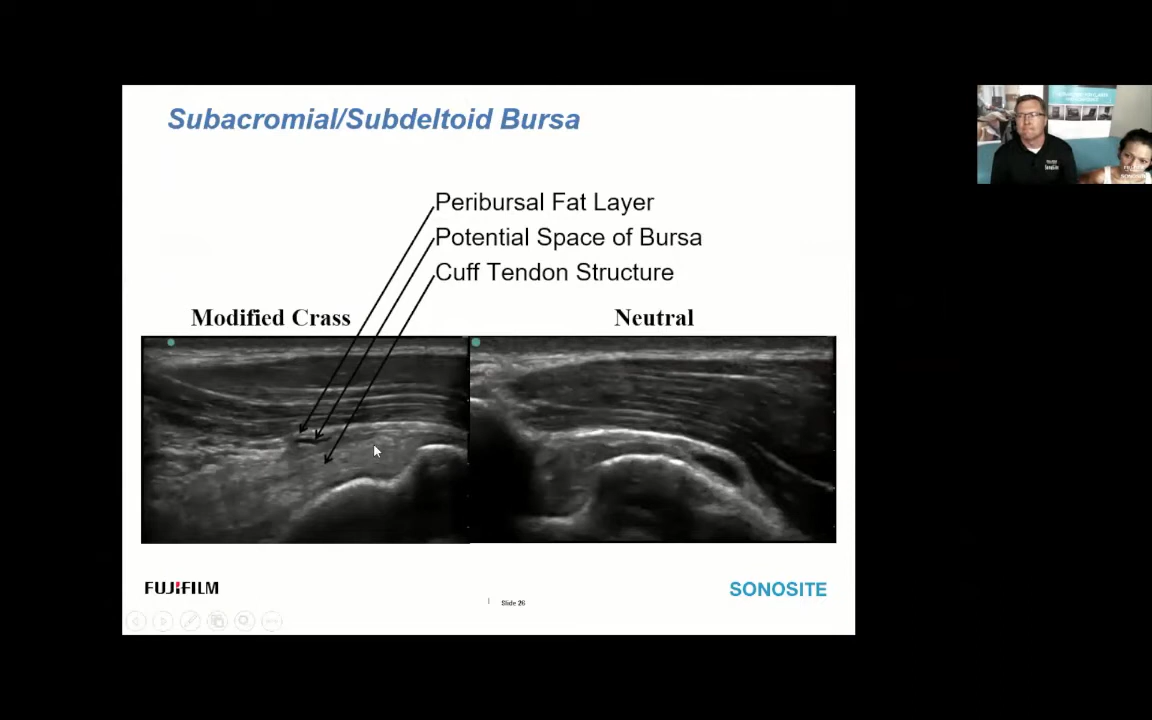 Subacromial/Subdeltoid Bursa
Peribursal Fat Layer
Potential Space of Bursa
Cuff Tendon Structure
Modified Crass
Neutral
FUJIFILM
SONOSITE
Slide 26